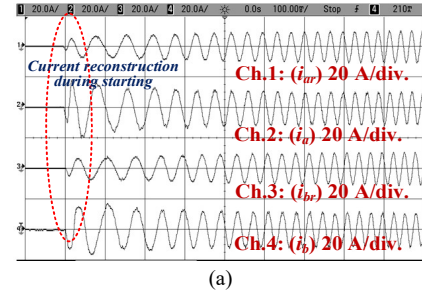 1 20.0A/ 2 20.0A/ 3 20.0A/ 4 20.0A/ 0.0s 100.00
Stop 4 210
Current reconstruction
during starting
Ch.1: (iar) 20 A/div.
Ch.2: (ia) 20 A/div.
Ch.3: (ibr) 20 A/div.
Ch.4: (ib) 20 A/div.
(a)